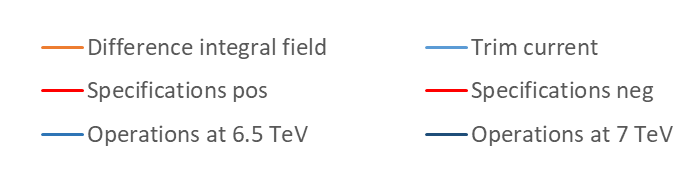 Difference integral field
Trim current
Specifications pos
Specifications neg
Operations at 6.5 TeV
Operations at 7 TeV